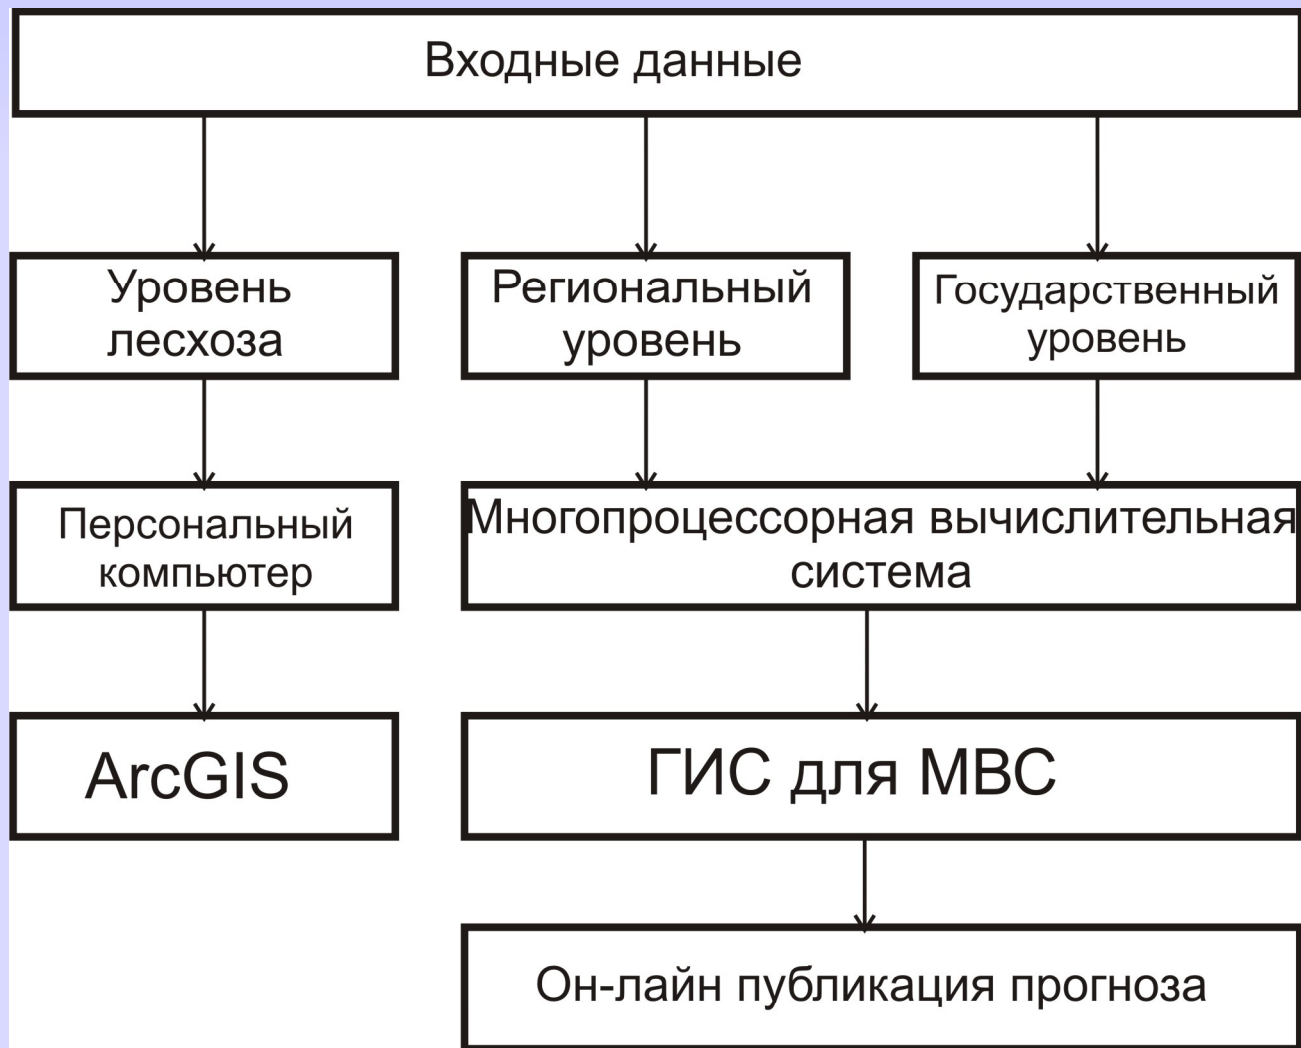 Входные данные
Уровень
лесхоза
Региональный
уровень
Государственный
уровень
Персональный
компьютер
Многопроцессорная вычислительная
система
ArcGIS
ГИС для МВС
Он-лайн публикация прогноза